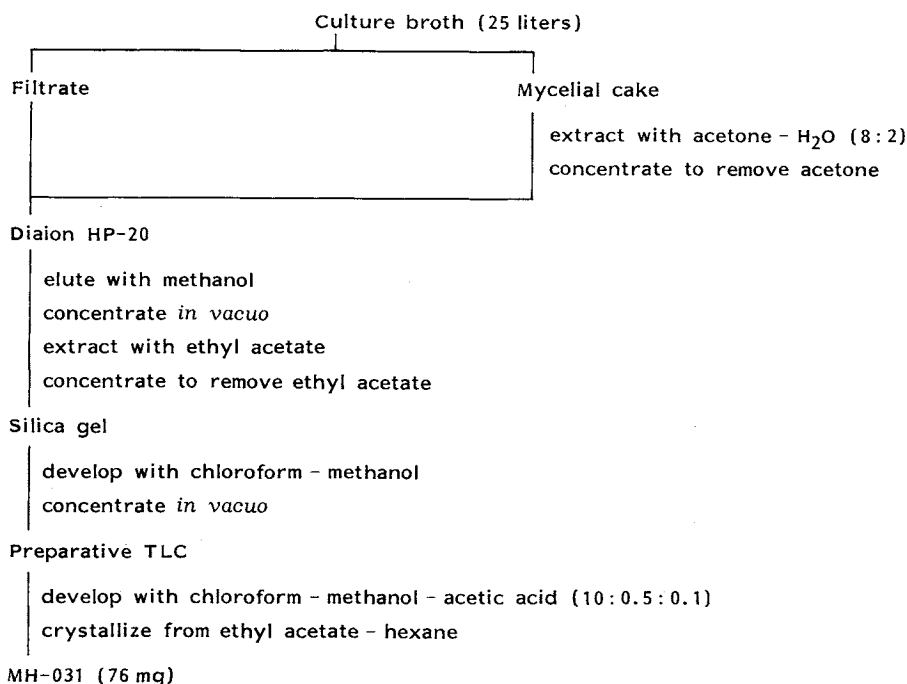 Culture broth (25 liters)
Filtrate
Mycelial cake
extract with acetone - H₂O (8 : 2)
concentrate to remove acetone
Diaion HP-20
elute with methanol
concentrate in vacuo
extract with ethyl acetate
concentrate to remove ethyl acetate
Silica gel
develop with chloroform - methanol
concentrate in vacuo
Preparative TLC
develop with chloroform - methanol - acetic acid (10 : 0.5 : 0.1)
crystallize from ethyl acetate - hexane
MH-031 (76 mg)